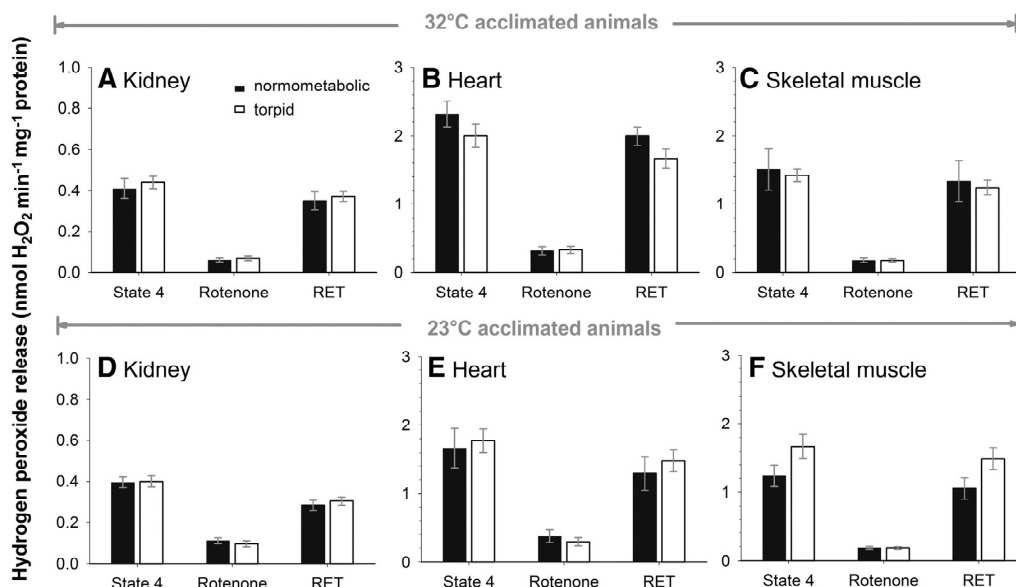 Hydrogen peroxide release (nmol H₂O₂ min⁻¹ mg⁻¹ protein)
32°C acclimated animals
A Kidney
normometabolic
torpid
1.0
0.8
0.6
0.4
0.2
0.0
State 4 Rotenone RET
B Heart
3
2
1
0
State 4 Rotenone RET
C Skeletal muscle
3
2
1
0
State 4 Rotenone RET
23°C acclimated animals
D Kidney
1.0
0.8
0.6
0.4
0.2
0.0
State 4 Rotenone RET
E Heart
3
2
1
0
State 4 Rotenone RET
F Skeletal muscle
3
2
1
0
State 4 Rotenone RET